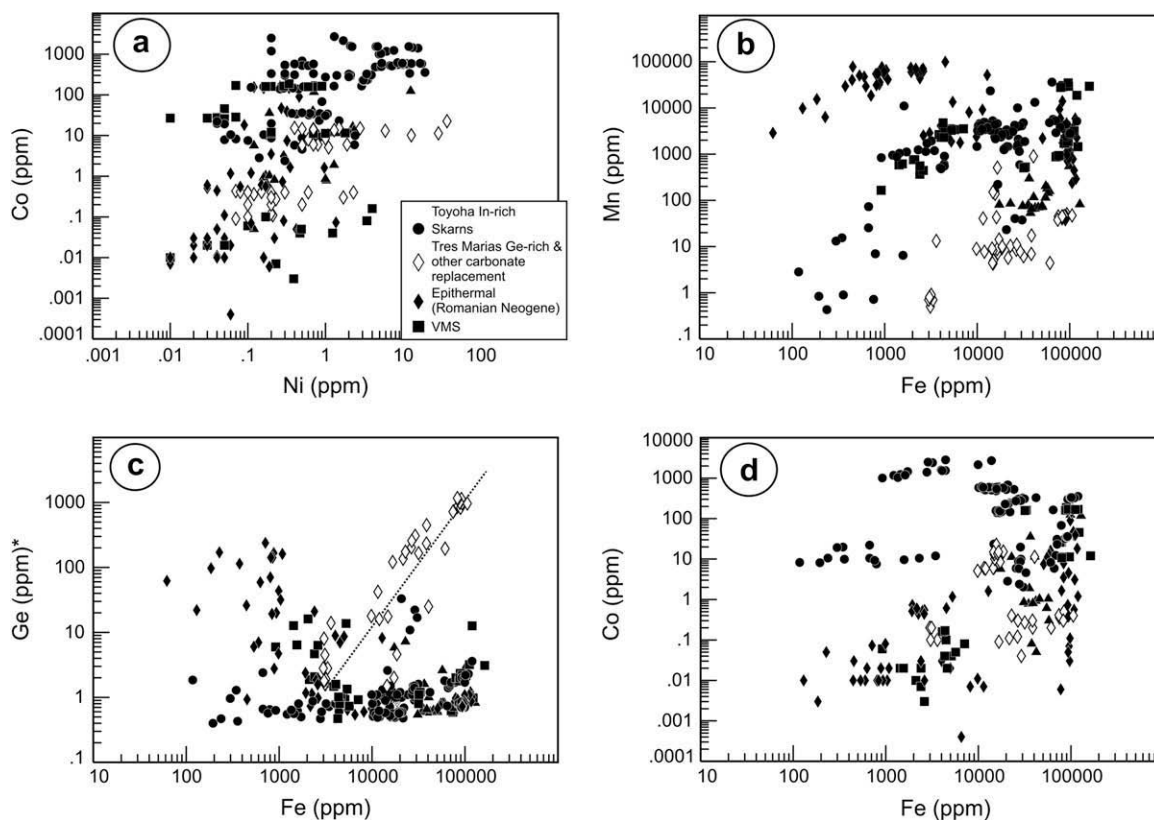 a
1000
100
10
1
.1
.01
.001
.0001
Co (ppm)
.001
.01
.1
1
10
100
Ni (ppm)
Toyoha In-rich
Skarns
Tres Marias Ge-rich &
other carbonate
replacement
Epithermal
(Romanian Neogene)
VMS
b
100000
10000
1000
100
10
1
.1
Mn (ppm)
10
100
1000
10000
100000
Fe (ppm)
c
1000
100
10
1
.1
Ge (ppm)*
10
100
1000
10000
100000
Fe (ppm)
d
10000
1000
100
10
1
.1
.01
.001
.0001
Co (ppm)
10
100
1000
10000
100000
Fe (ppm)